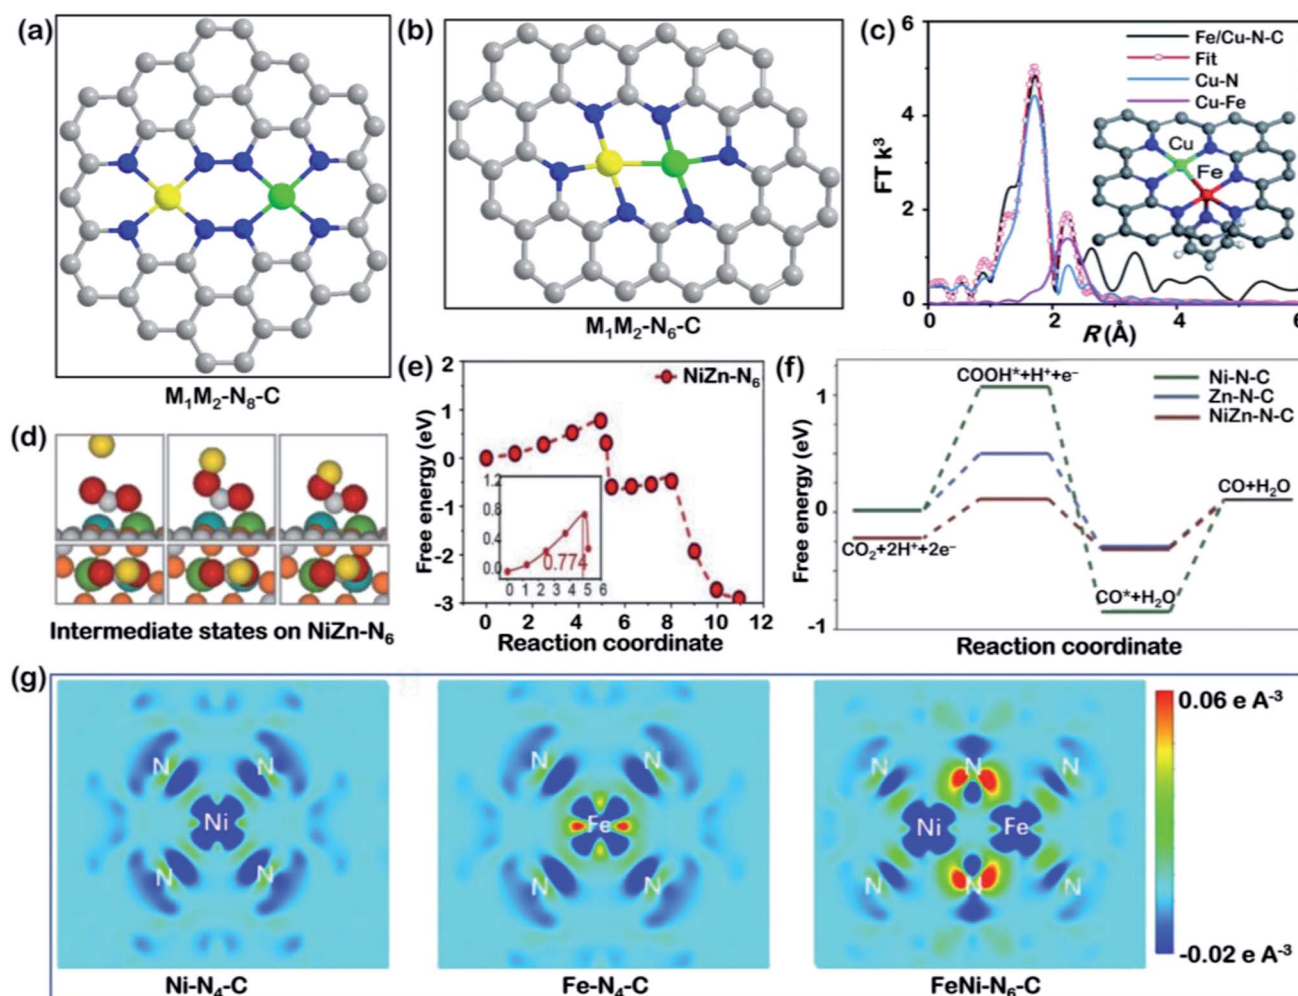 (a)
M₁M₂-N₈-C
(b)
M₁M₂-N₆-C
(c)
6
4
2
0
FT k³
0
2
4
6
R (Å)
Fe/Cu-N-C
Fit
Cu-N
Cu-Fe
Cu
Fe
(d)
Intermediate states on NiZn-N₆
(e)
2
1
0
-1
-2
-3
Free energy (eV)
NiZn-N₆
1.2
0.8
0.4
0.0
0.774
0 1 2 3 4 5 6
0 2 4 6 8 10 12
Reaction coordinate
(f)
1
0
-1
Free energy (eV)
COOH*+H⁺+e⁻
Ni-N-C
Zn-N-C
NiZn-N-C
CO+H₂O
CO₂+2H⁺+2e⁻
CO*+H₂O
Reaction coordinate
(g)
N N
Ni
N N
Ni-N₄-C
N N
Fe
N N
Fe-N₄-C
N N N
Ni Fe
N N N
FeNi-N₆-C
0.06 e A⁻³
-0.02 e A⁻³